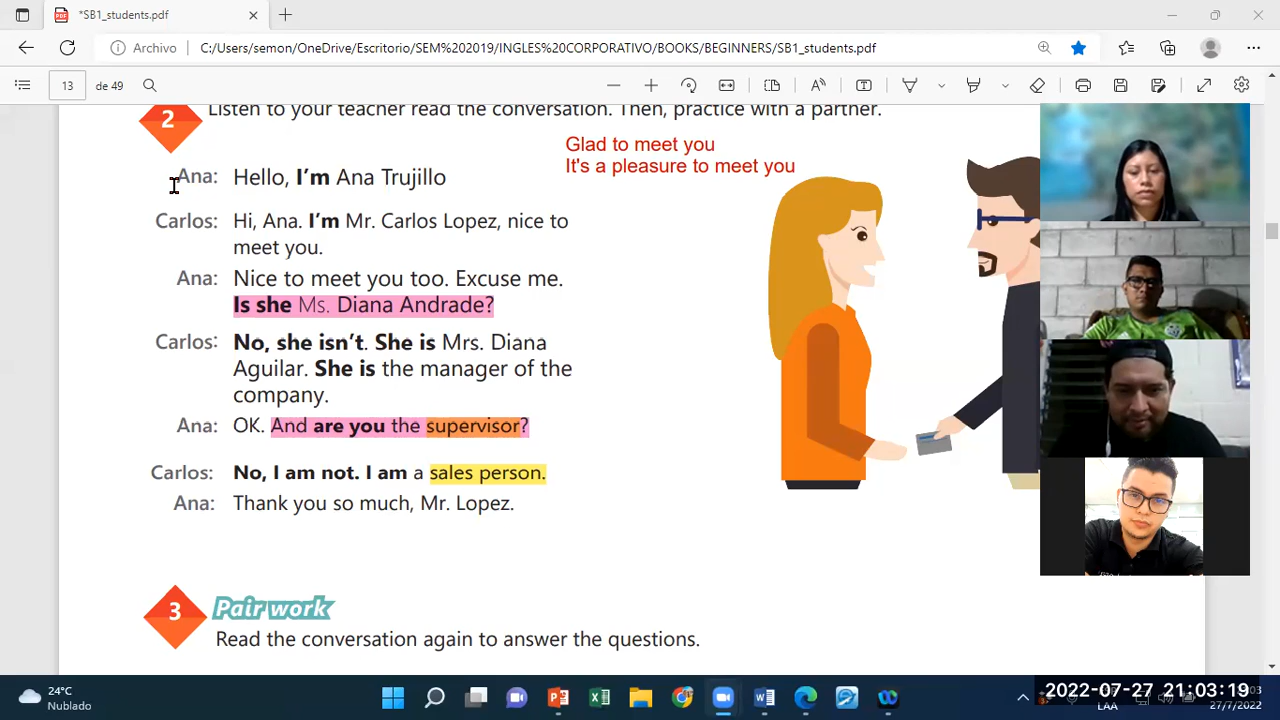 *SB1_students.pdf
Archivo
C:/Users/semon/OneDrive/Escritorio/SEM%202019/INGLES%20CORPORATIVO/BOOKS/BEGINNERS/SB1_students.pdf
13
de 49
2
Listen to your teacher read the conversation. Then, practice with a partner.
Glad to meet you
It's a pleasure to meet you
Ana: Hello, I'm Ana Trujillo
Carlos: Hi, Ana. I'm Mr. Carlos Lopez, nice to
meet you.
Ana: Nice to meet you too. Excuse me.
Is she Ms. Diana Andrade?
Carlos: No, she isn't. She is Mrs. Diana
Aguilar. She is the manager of the
company.
Ana: OK. And are you the supervisor?
Carlos: No, I am not. I am a sales person.
Ana: Thank you so much, Mr. Lopez.
3
Pair work
Read the conversation again to answer the questions.
24°C
Nublado
2022-07-27 21:03:19
LAA
27/7/2022